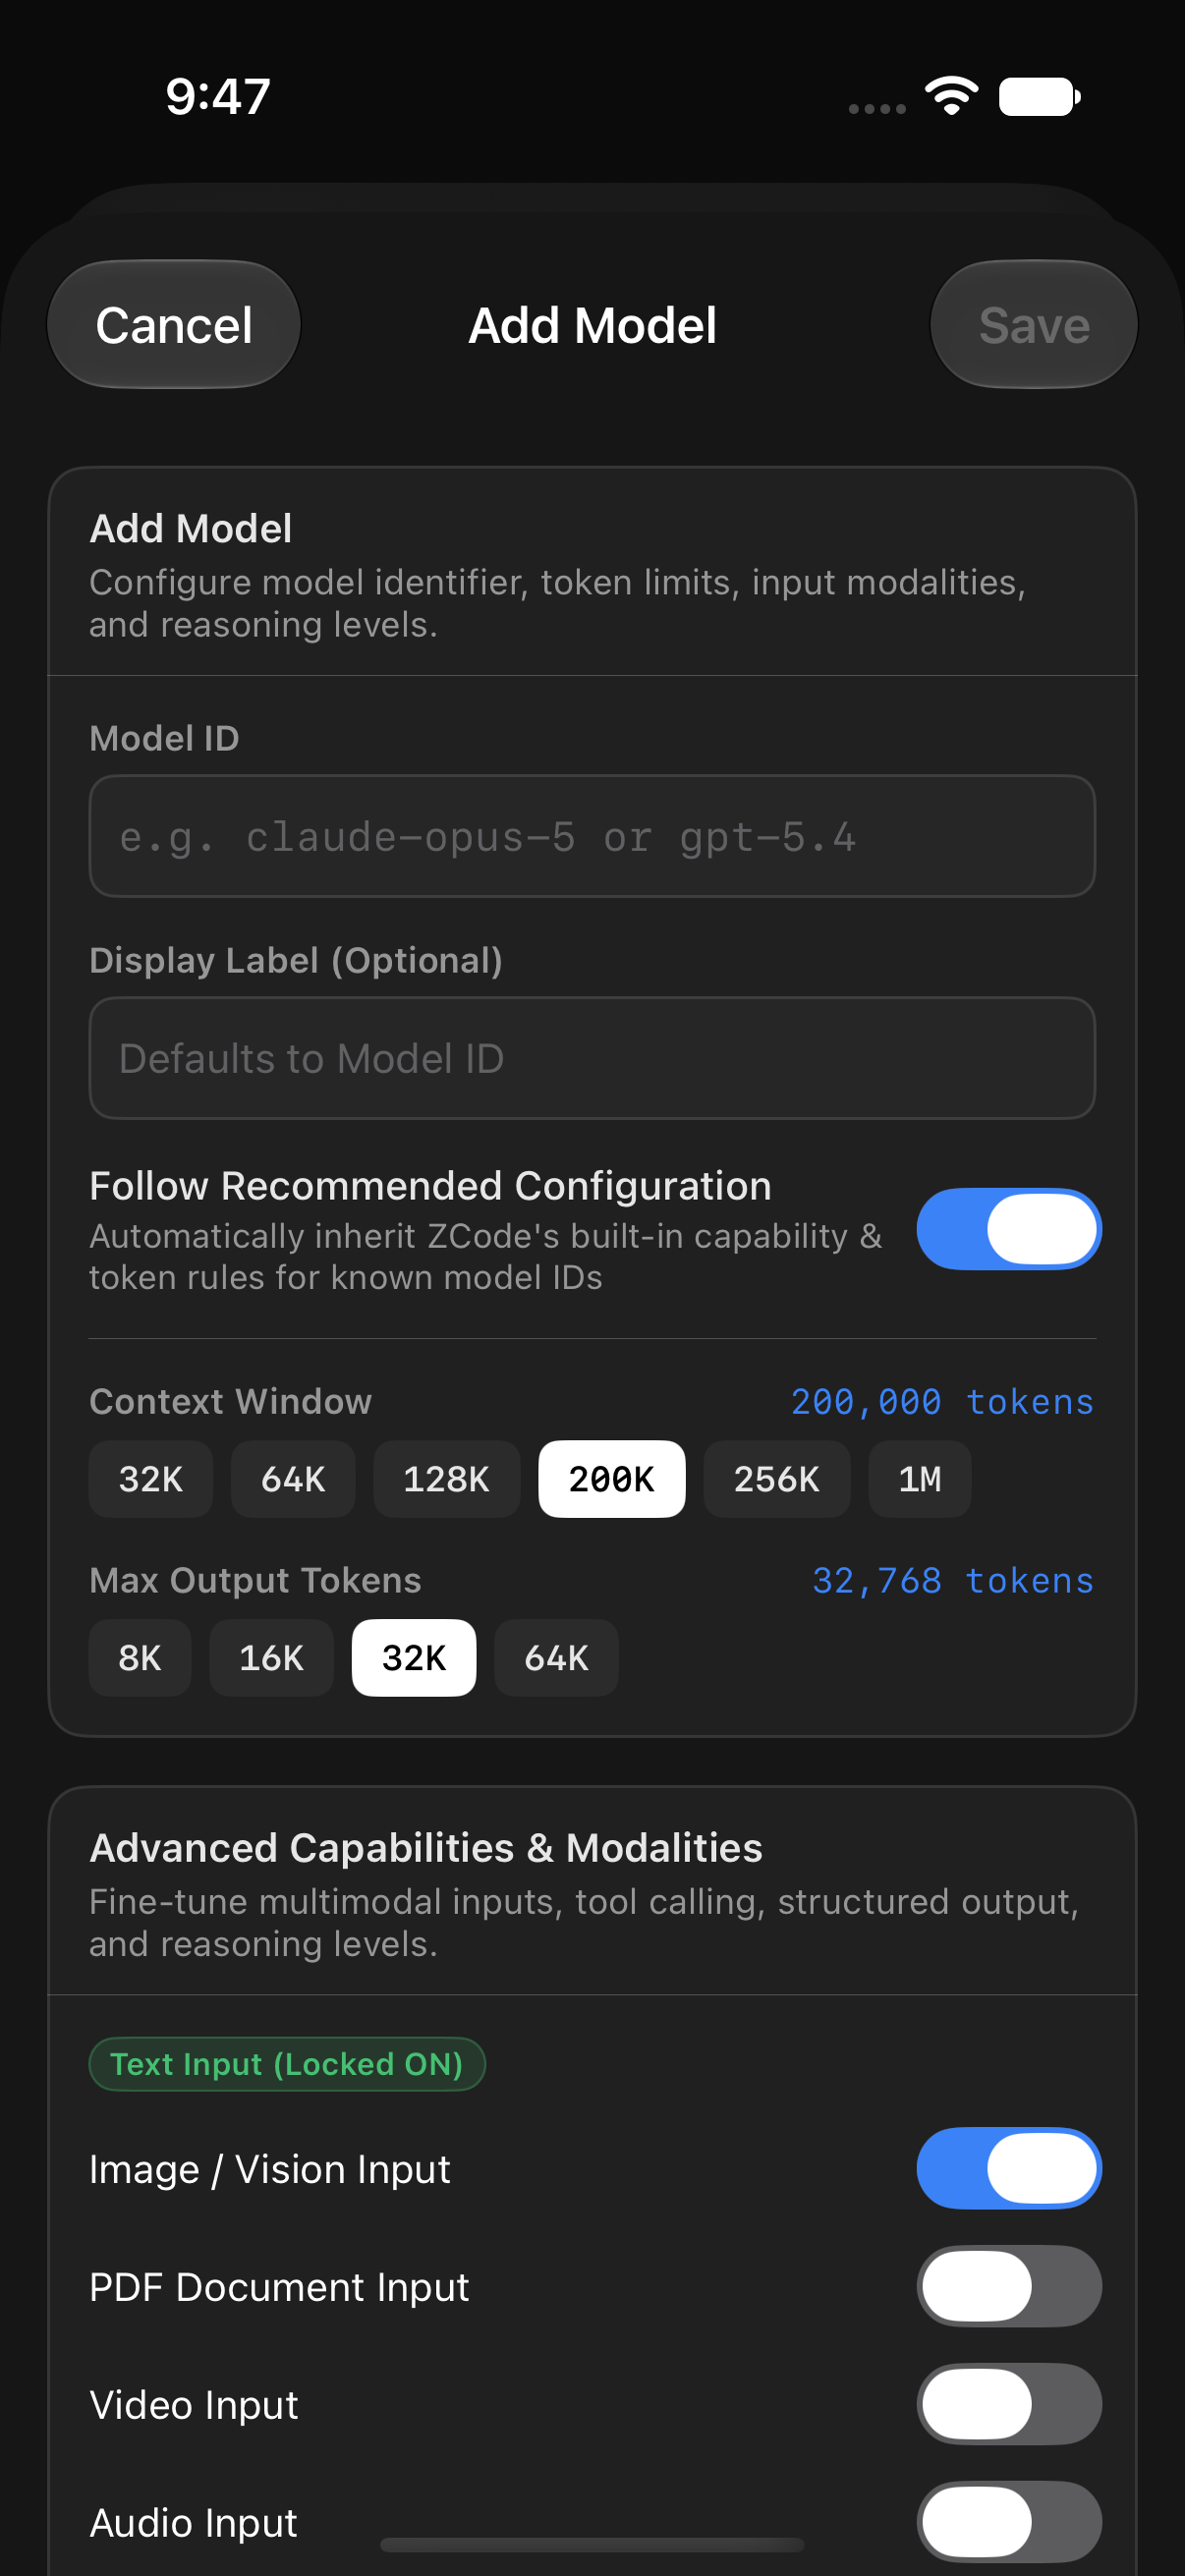 9:47
Cancel
Add Model
Save
Add Model
Configure model identifier, token limits, input modalities,
and reasoning levels.
Model ID
e.g. claude-opus-5 or gpt-5.4
Display Label (Optional)
Defaults to Model ID
Follow Recommended Configuration
Automatically inherit ZCode's built-in capability &
token rules for known model IDs
Context Window
200,000 tokens
32K
64K
128K
200K
256K
1M
Max Output Tokens
32,768 tokens
8K
16K
32K
64K
Advanced Capabilities & Modalities
Fine-tune multimodal inputs, tool calling, structured output,
and reasoning levels.
Text Input (Locked ON)
Image / Vision Input
PDF Document Input
Video Input
Audio Input